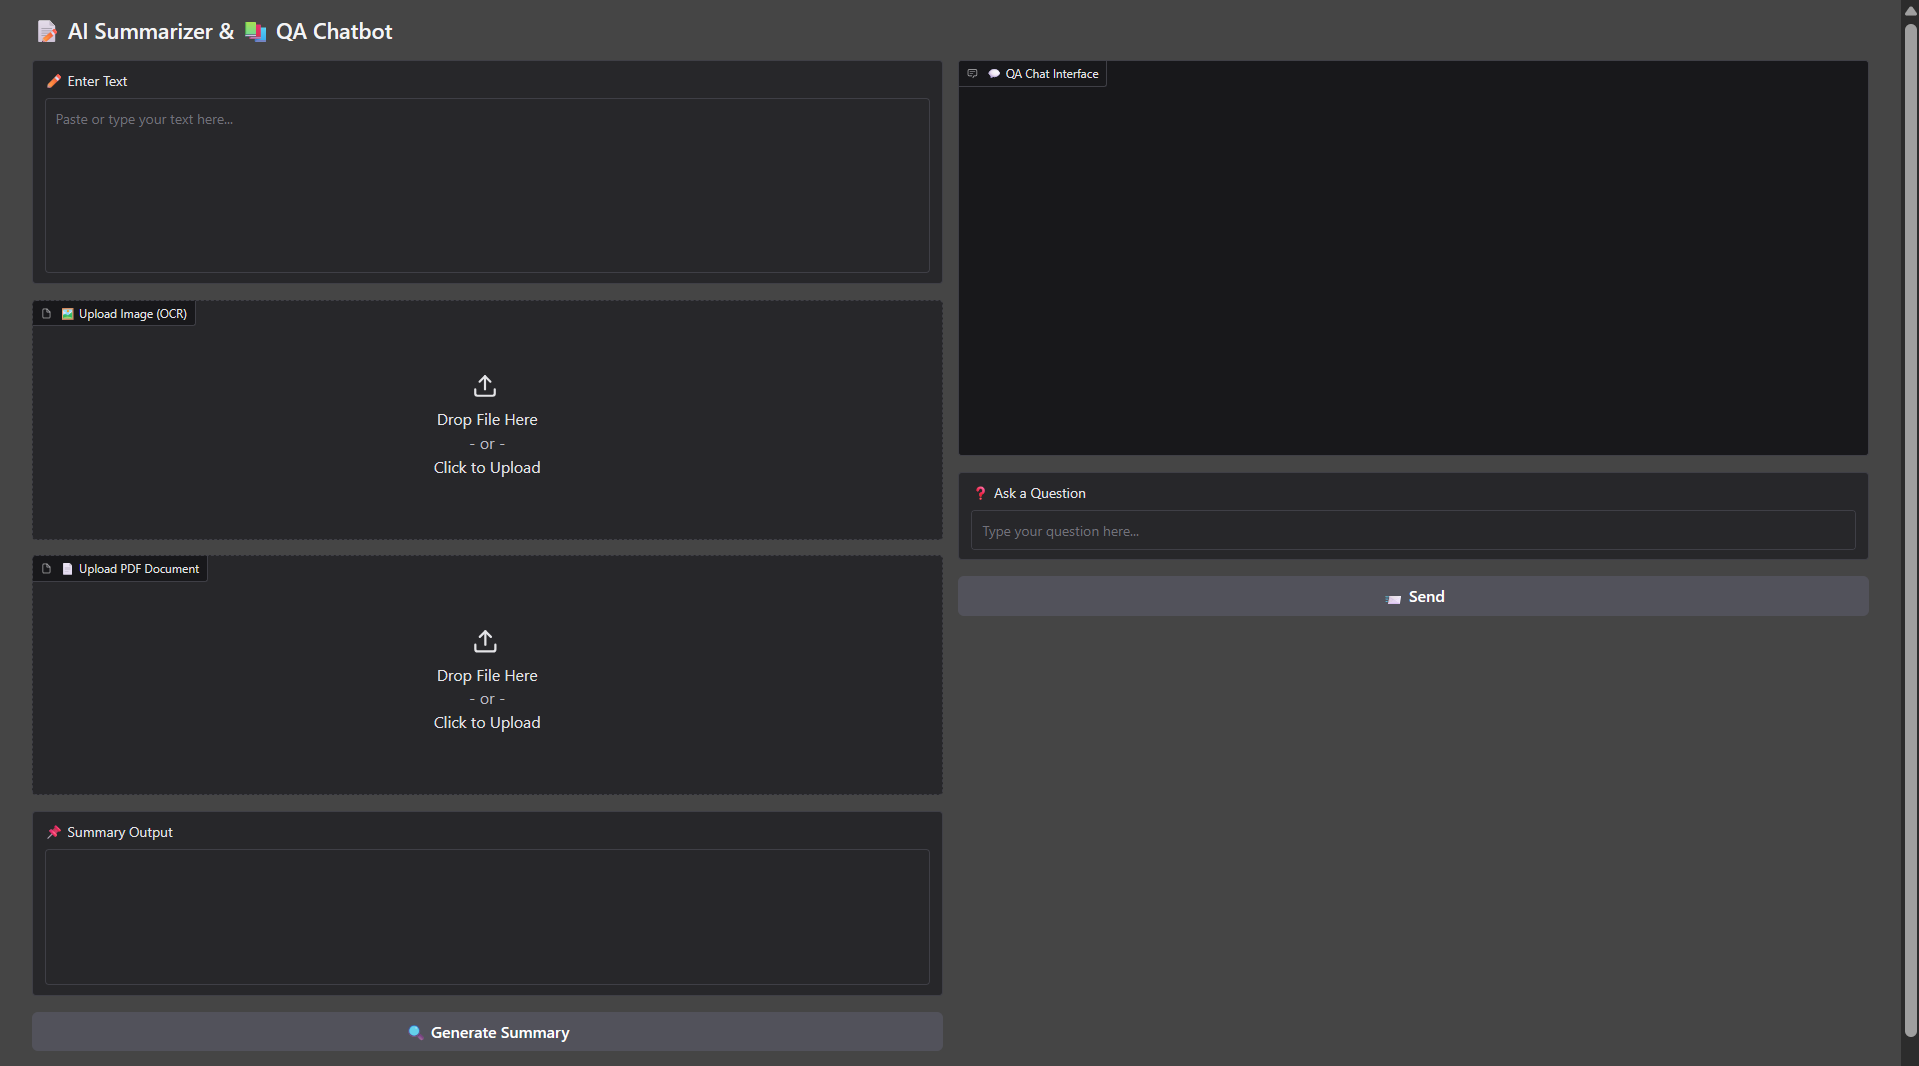 AI Summarizer & QA Chatbot
Enter Text
Paste or type your text here...
Upload Image (OCR)
Drop File Here
- or -
Click to Upload
Upload PDF Document
Drop File Here
- or -
Click to Upload
Summary Output
Generate Summary
QA Chat Interface
Ask a Question
Type your question here...
Send